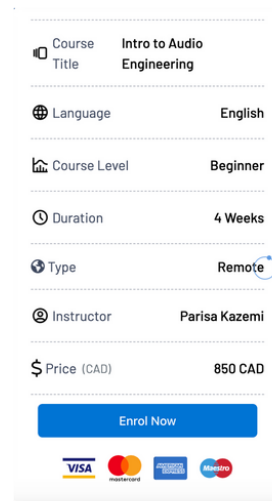 Course Title
Intro to Audio Engineering
Language English
Course Level Beginner
Duration 4 Weeks
Type Remote
Instructor Parisa Kazemi
Price (CAD) 850 CAD
Enrol Now
VISA mastercard AMERICAN EXPRESS Maestro